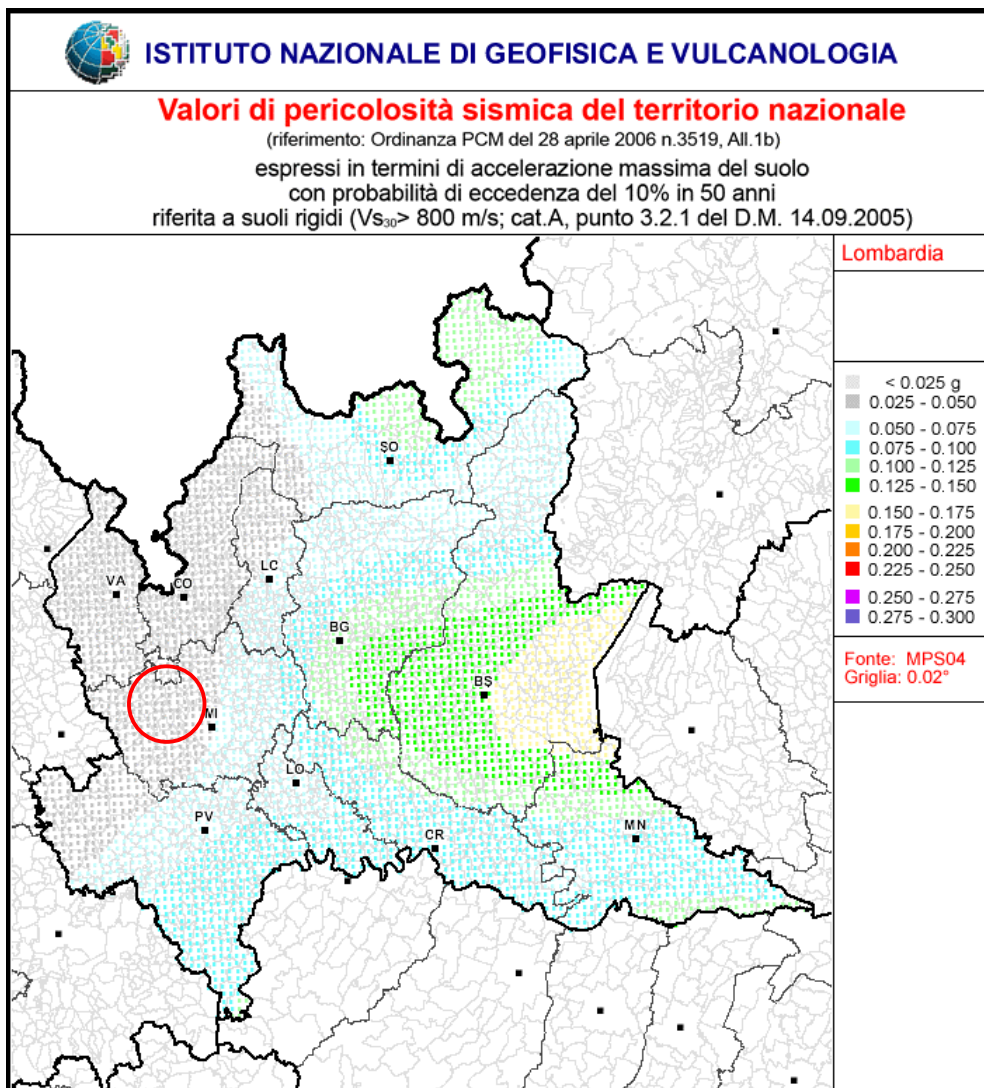 ISTITUTO NAZIONALE DI GEOFISICA E VULCANOLOGIA
Valori di pericolosità sismica del territorio nazionale
(riferimento: Ordinanza PCM del 28 aprile 2006 n.3519, All.1b)
espressi in termini di accelerazione massima del suolo
con probabilità di eccedenza del 10% in 50 anni
riferita a suoli rigidi (Vs₃₀> 800 m/s; cat.A, punto 3.2.1 del D.M. 14.09.2005)
Lombardia
< 0.025 g
0.025 - 0.050
0.050 - 0.075
0.075 - 0.100
0.100 - 0.125
0.125 - 0.150
0.150 - 0.175
0.175 - 0.200
0.200 - 0.225
0.225 - 0.250
0.250 - 0.275
0.275 - 0.300
Fonte: MPS04
Griglia: 0.02°
SO
LC
VA
CO
BG
BS
MI
LO
PV
CR
MN